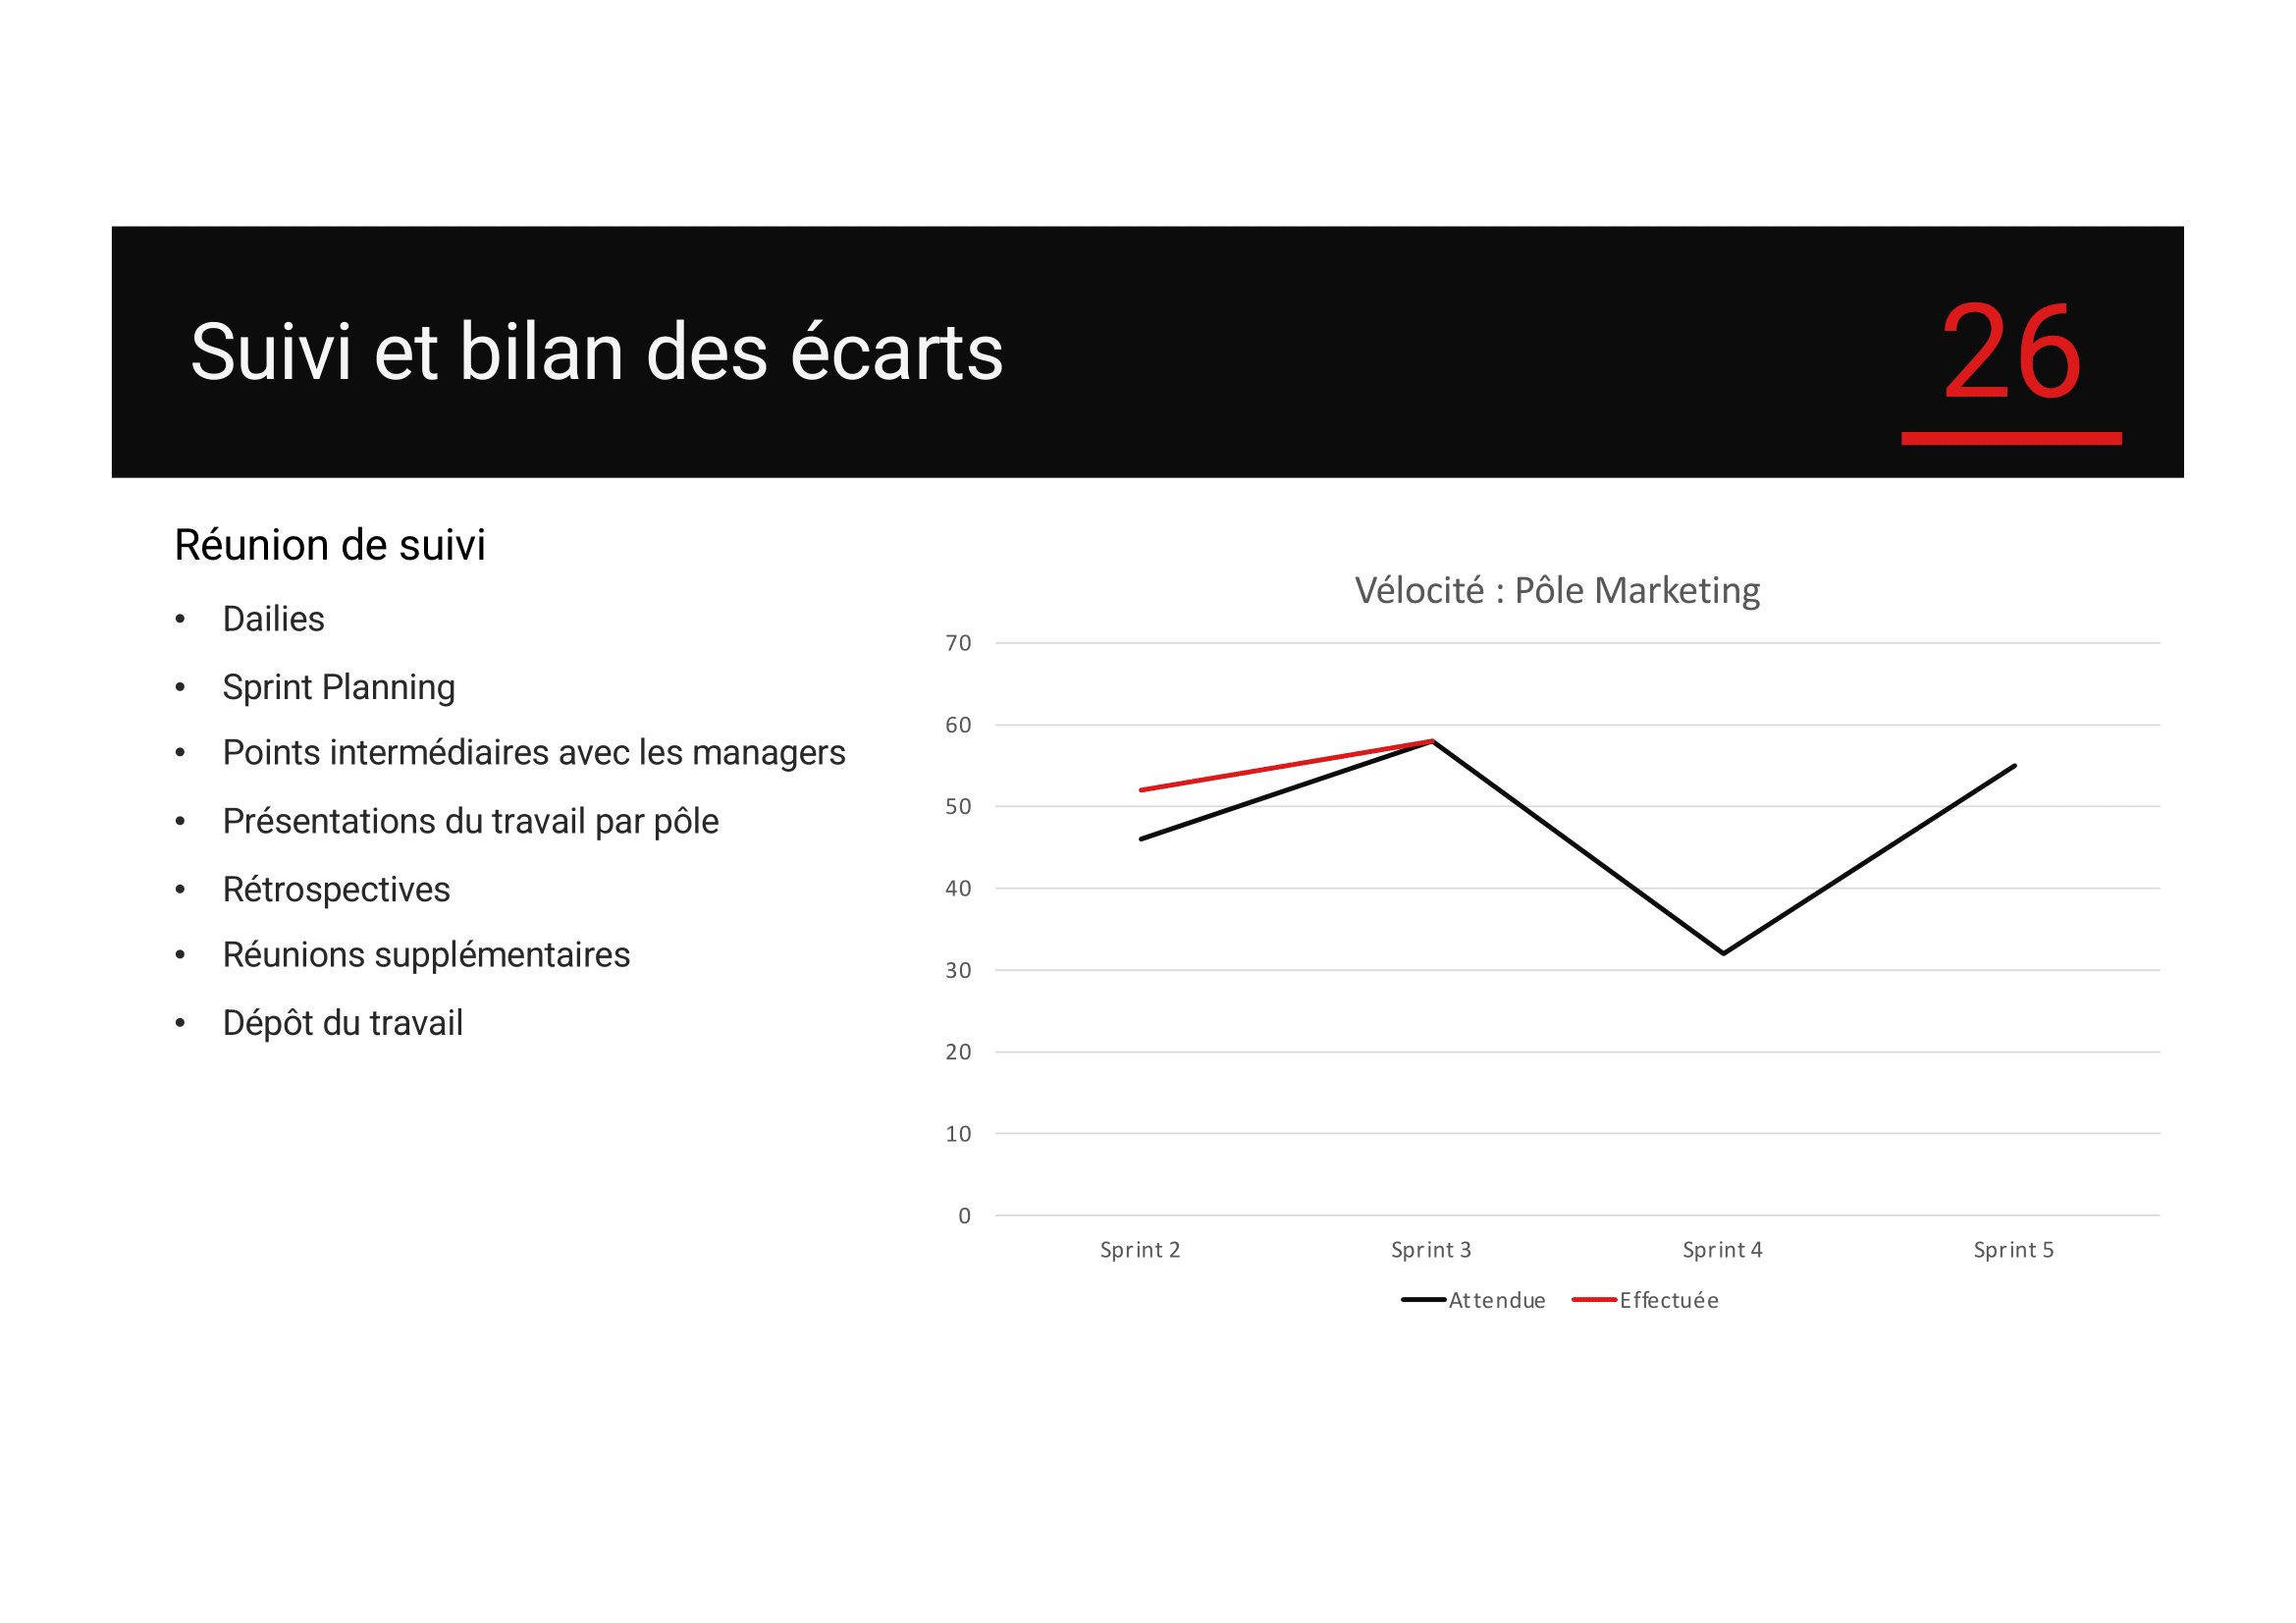 Suivi et bilan des écarts
26
Réunion de suivi
• Dailies
• Sprint Planning
• Points intermédiaires avec les managers
• Présentations du travail par pôle
• Rétrospectives
• Réunions supplémentaires
• Dépôt du travail
Vélocité : Pôle Marketing
70
60
50
40
30
20
10
0
Sprint 2 Sprint 3 Sprint 4 Sprint 5
Attendue Effectuée